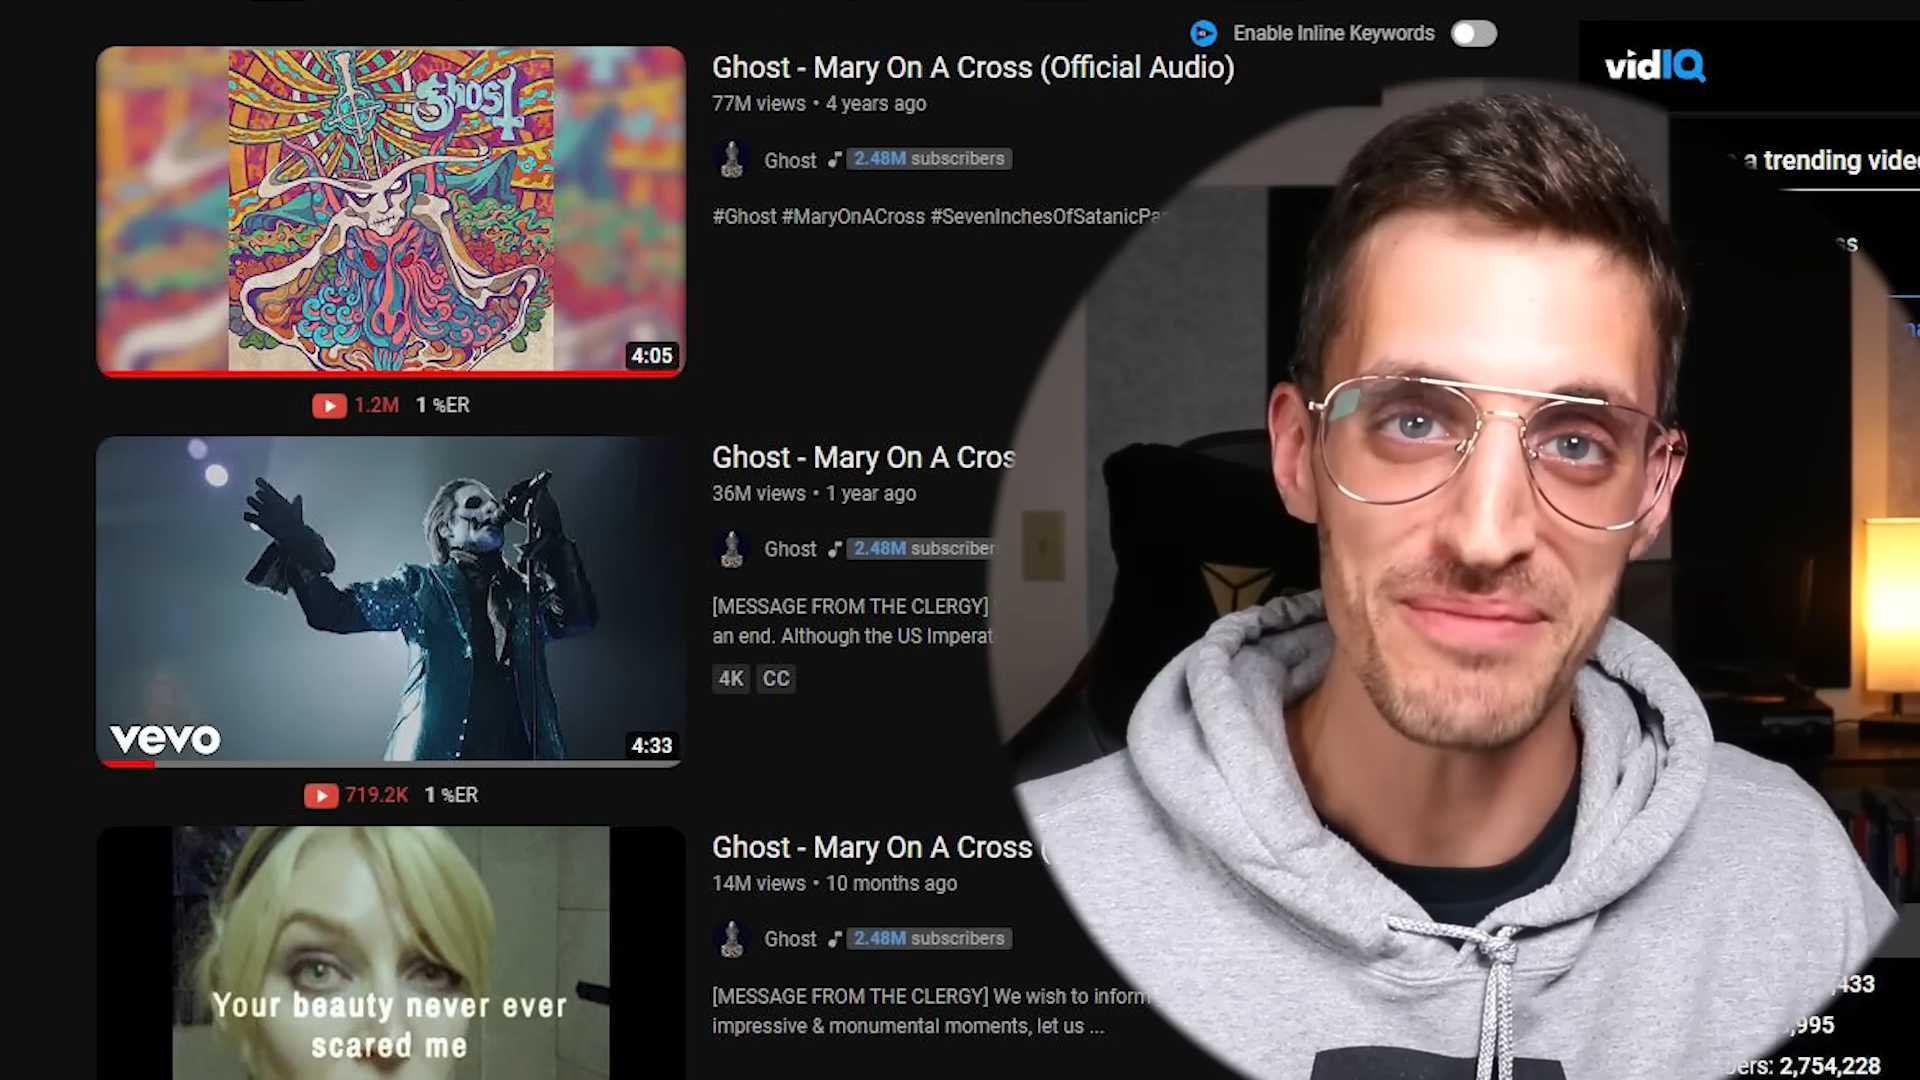 Enable Inline Keywords
vidIQ
Ghost - Mary On A Cross (Official Audio)
77M views • 4 years ago
Ghost
2.48M subscribers
a trending
#Ghost #MaryOnACross
Ghost
4:05
1.2M 1 %ER
Ghost - Mary On A Cros
36M views • 1 year ago
Ghost
2.48M subscriber
[MESSAGE FROM THE CLERGY]
an end. Although the US Imperat
4K CC
vevo
4:33
719.2K 1 %ER
Ghost - Mary On A Cross (
14M views • 10 months ago
Ghost
2.48M subscribers
[MESSAGE FROM THE CLERGY] We wish to inform
impressive & monumental moments, let us ...
Your beauty never ever
scared me
,433
,995
2,754,228